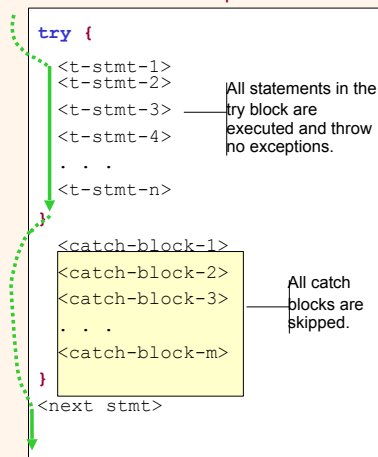 try {
<t-stmt-1>
<t-stmt-2>
<t-stmt-3>
<t-stmt-4>
. . .
<t-stmt-n>
All statements in the
try block are
executed and throw
no exceptions.
}
<catch-block-1>
<catch-block-2>
<catch-block-3>
. . .
<catch-block-m>
All catch
blocks are
skipped.
}
<next stmt>